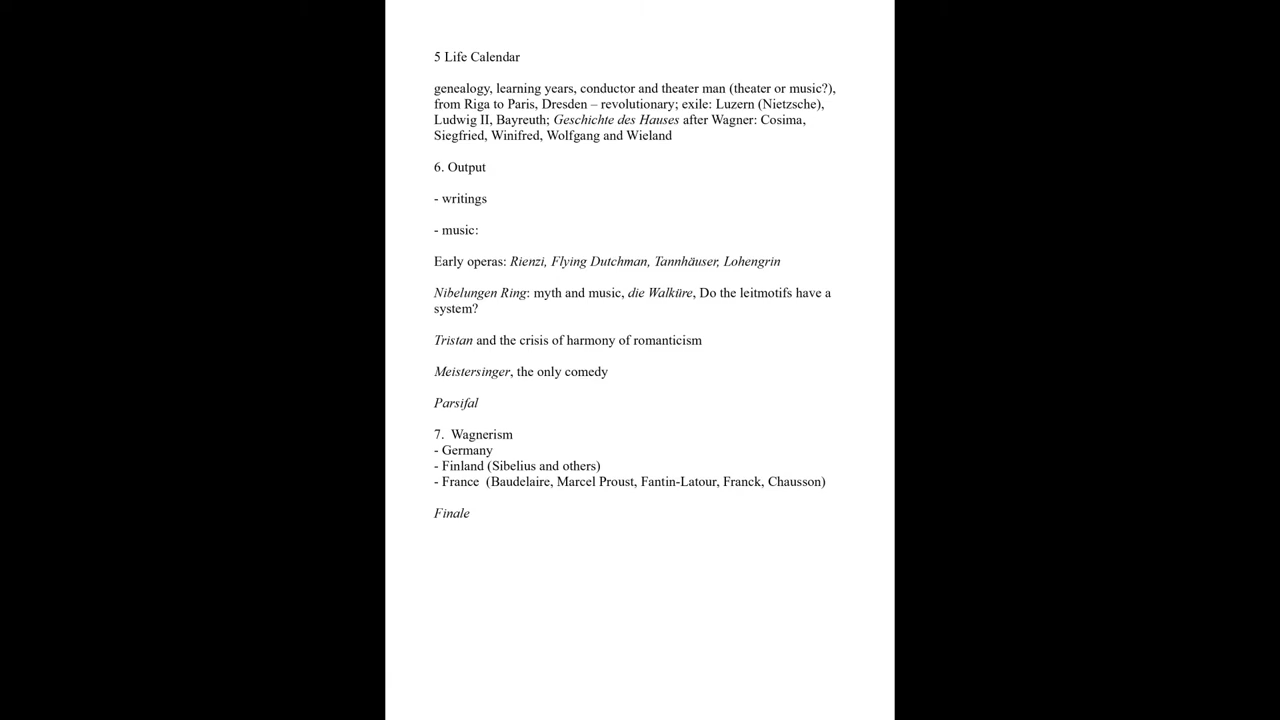 5 Life Calendar
genealogy, learning years, conductor and theater man (theater or music?),
from Riga to Paris, Dresden – revolutionary; exile: Luzern (Nietzsche),
Ludwig II, Bayreuth; Geschichte des Hauses after Wagner: Cosima,
Siegfried, Winifred, Wolfgang and Wieland
6. Output
- writings
- music:
Early operas: Rienzi, Flying Dutchman, Tannhäuser, Lohengrin
Nibelungen Ring: myth and music, die Walküre, Do the leitmotifs have a
system?
Tristan and the crisis of harmony of romanticism
Meistersinger, the only comedy
Parsifal
7.  Wagnerism
- Germany
- Finland (Sibelius and others)
- France  (Baudelaire, Marcel Proust, Fantin-Latour, Franck, Chausson)
Finale